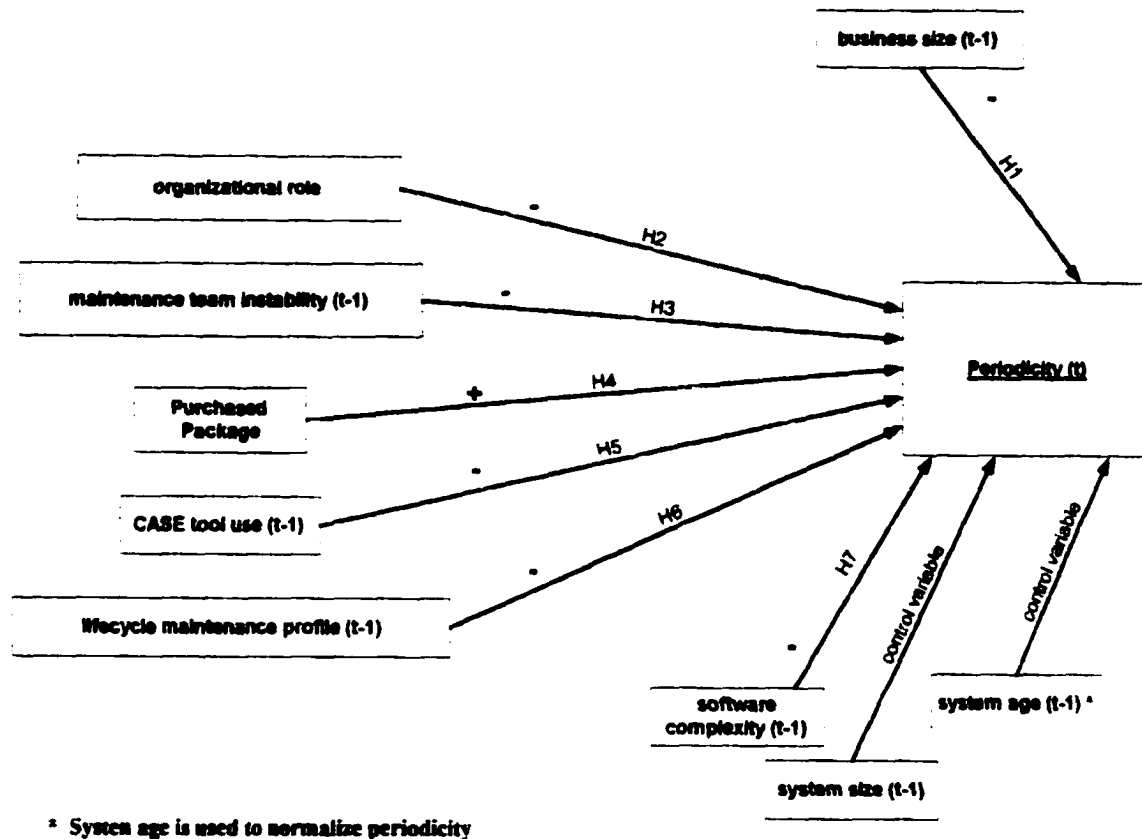 business size (t-1)
-
H1
organizational role
-
H2
maintenance team instability (t-1)
-
H3
Periodicity (t)
Purchased
Package
+
H4
CASE tool use (t-1)
-
H5
lifecycle maintenance profile (t-1)
-
H6
H7
-
control variable
control variable
software
complexity (t-1)
system age (t-1) *
system size (t-1)
* System age is used to normalize periodicity